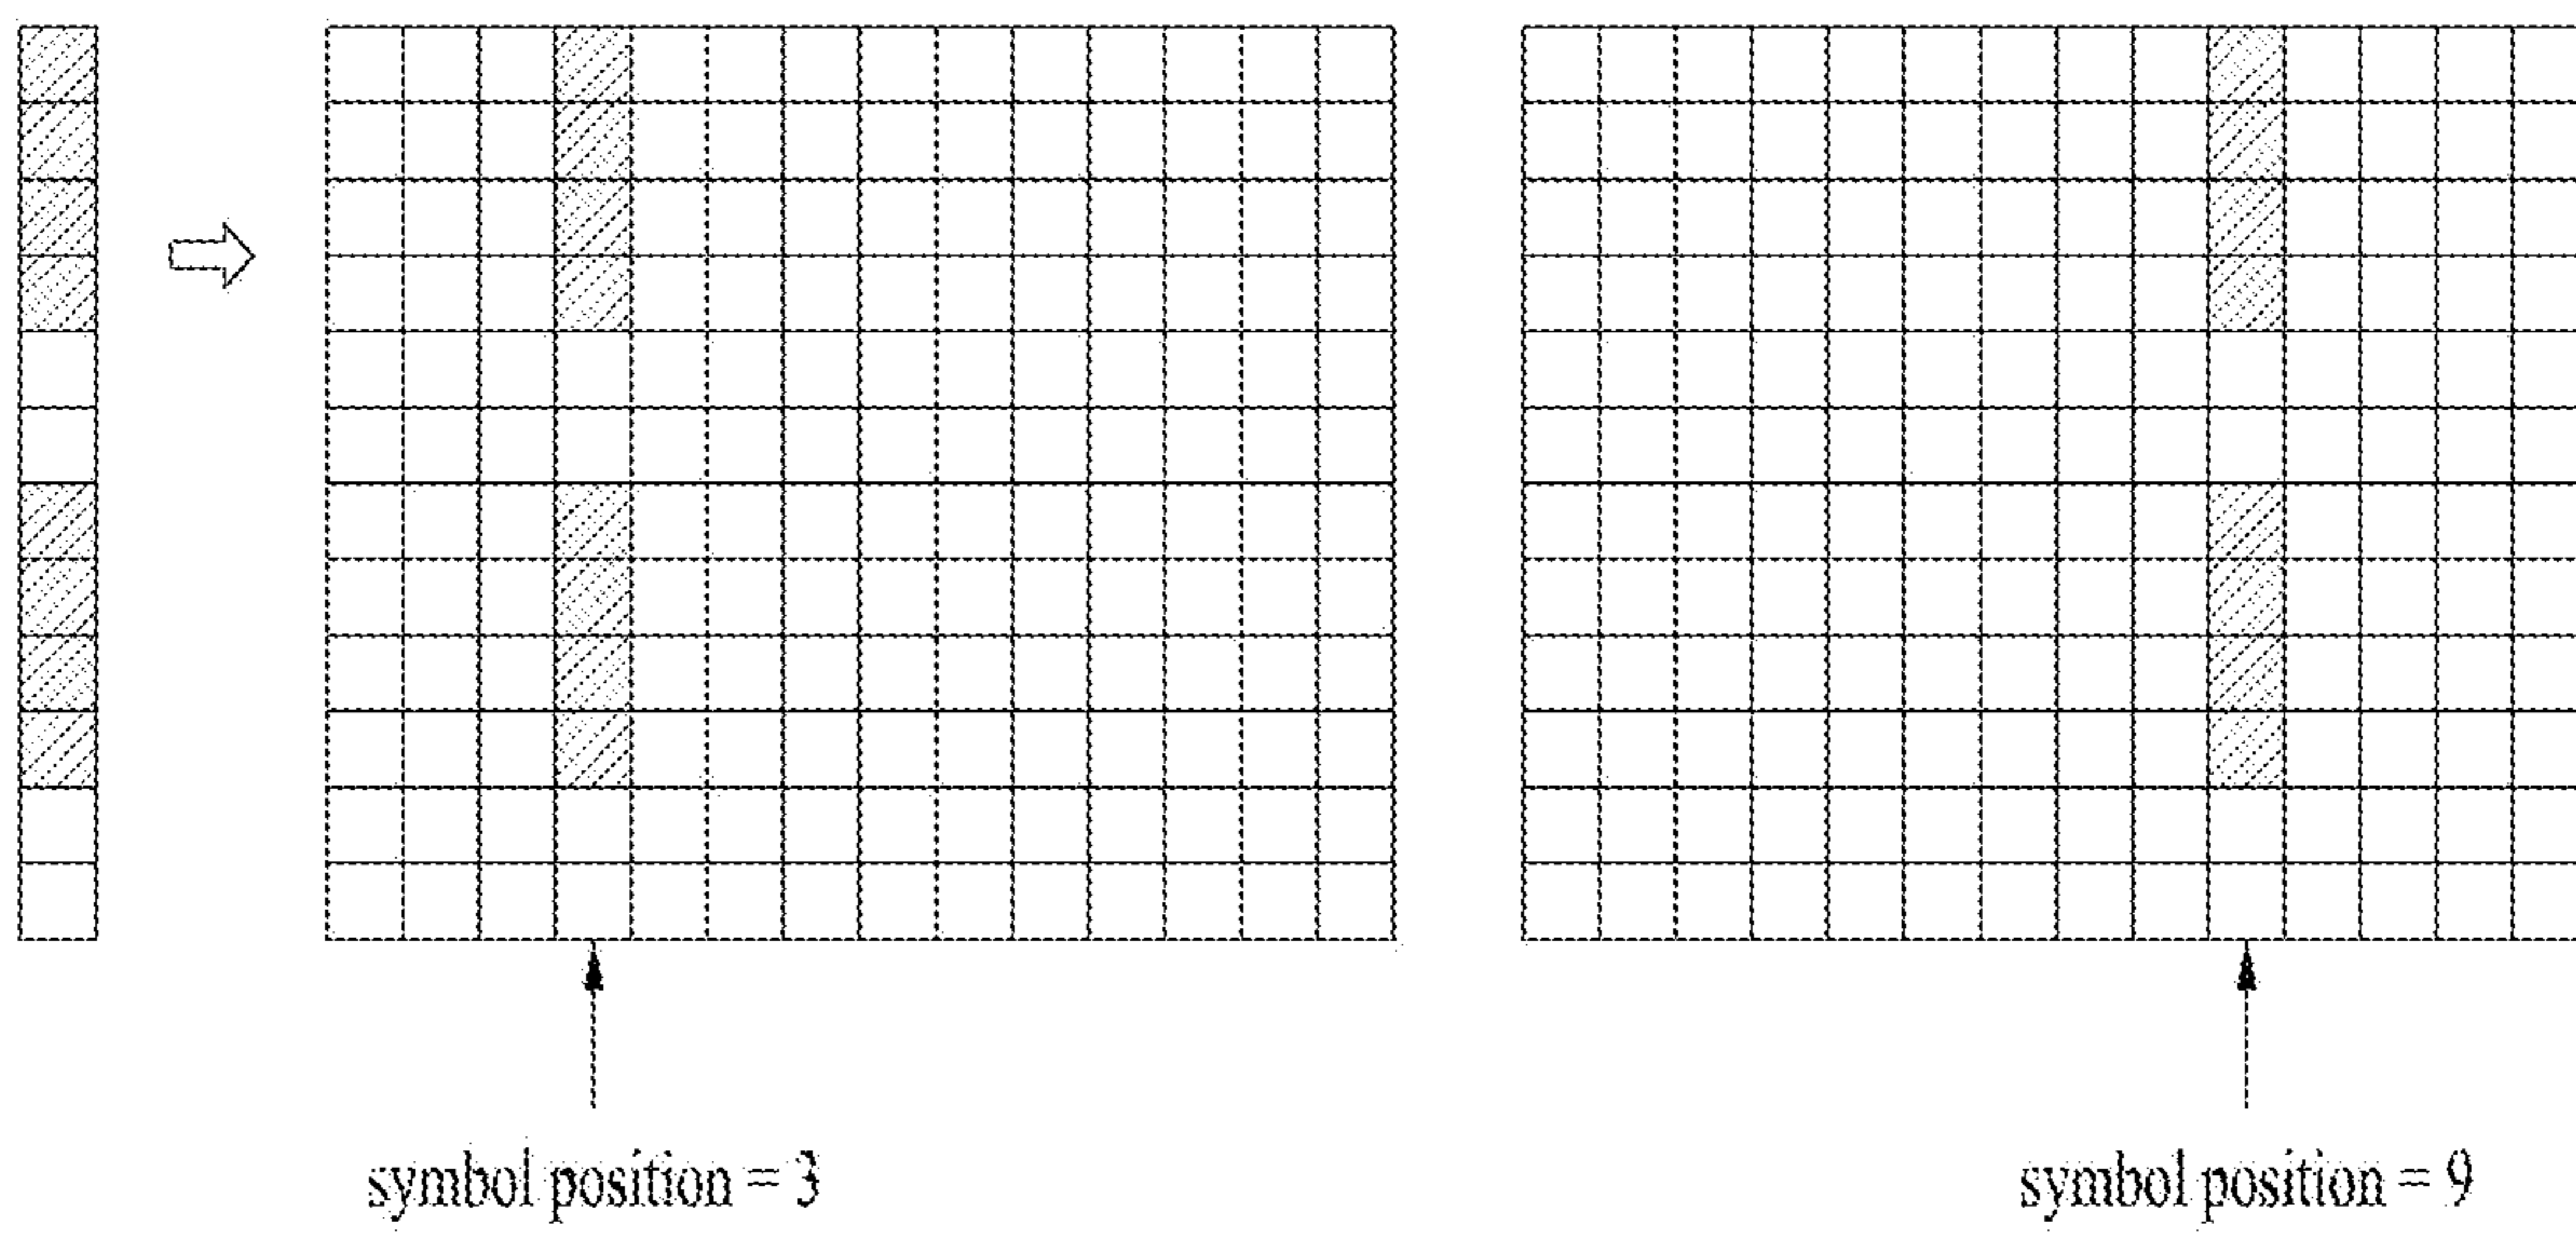 symbol position = 3
symbol position = 9